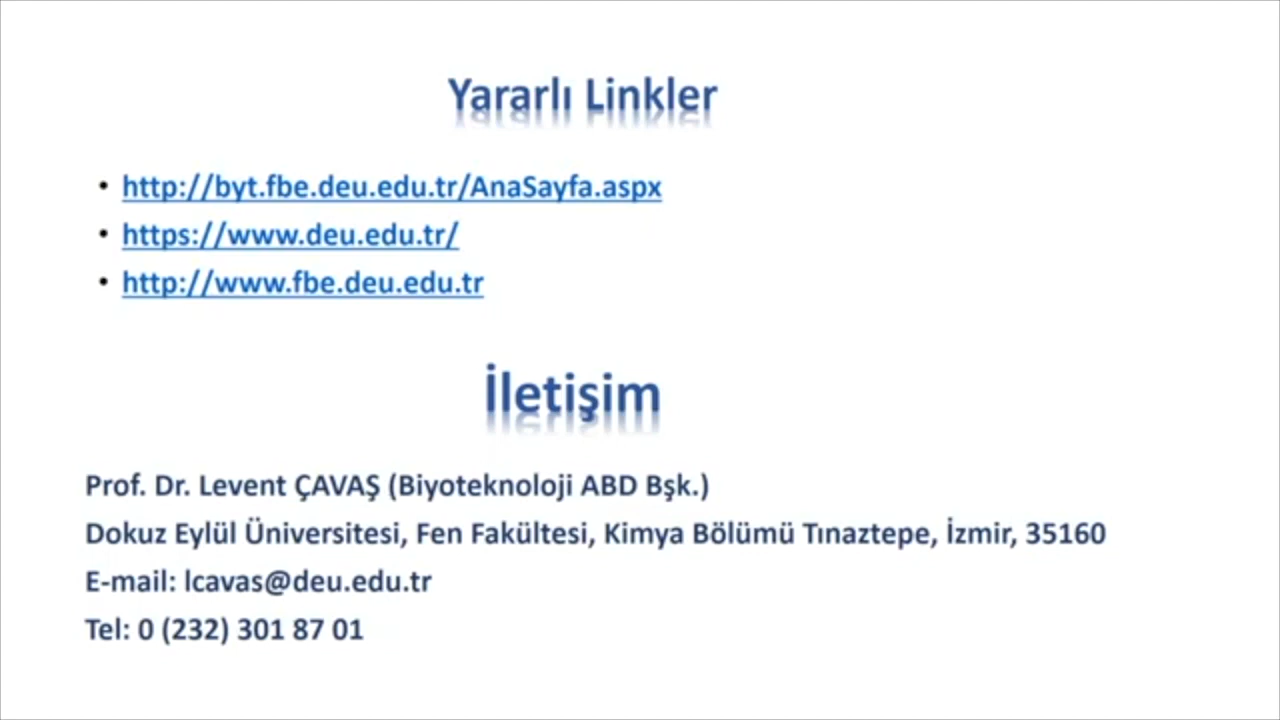 Yararlı Linkler
• http://byt.fbe.deu.edu.tr/AnaSayfa.aspx
• https://www.deu.edu.tr/
• http://www.fbe.deu.edu.tr
İletişim
Prof. Dr. Levent ÇAVAŞ (Biyoteknoloji ABD Bşk.)
Dokuz Eylül Üniversitesi, Fen Fakültesi, Kimya Bölümü Tınaztepe, İzmir, 35160
E-mail: lcavas@deu.edu.tr
Tel: 0 (232) 301 87 01